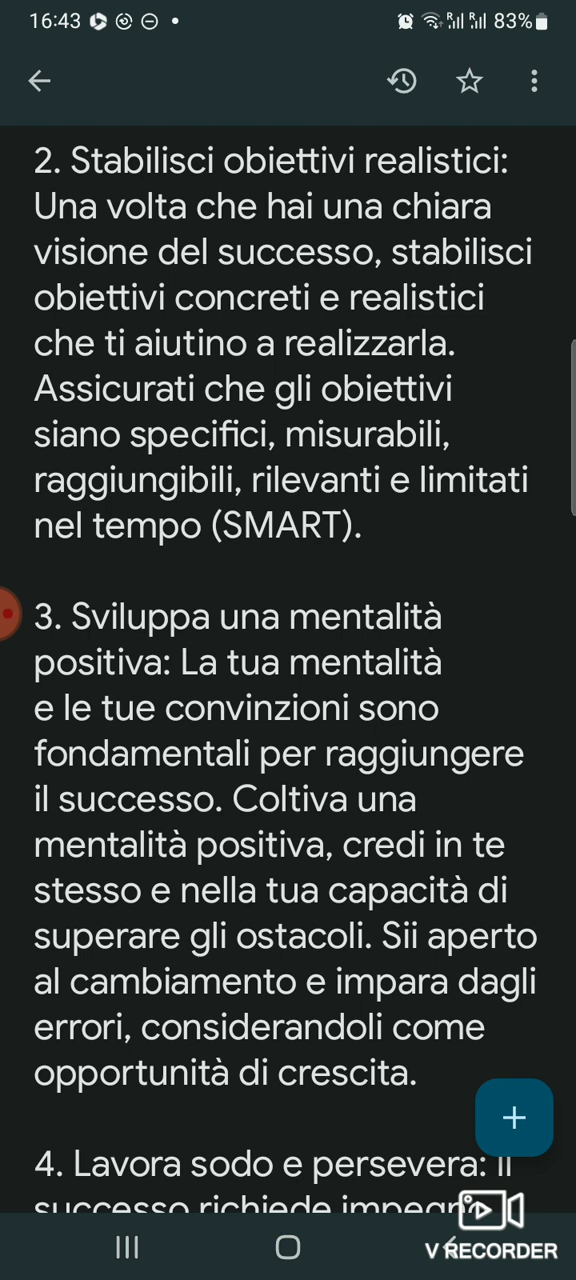 16:43
83%
2. Stabilisci obiettivi realistici:
Una volta che hai una chiara
visione del successo, stabilisci
obiettivi concreti e realistici
che ti aiutino a realizzarla.
Assicurati che gli obiettivi
siano specifici, misurabili,
raggiungibili, rilevanti e limitati
nel tempo (SMART).
3. Sviluppa una mentalità
positiva: La tua mentalità
e le tue convinzioni sono
fondamentali per raggiungere
il successo. Coltiva una
mentalità positiva, credi in te
stesso e nella tua capacità di
superare gli ostacoli. Sii aperto
al cambiamento e impara dagli
errori, considerandoli come
opportunità di crescita.
4. Lavora sodo e persevera: Il
successo richiede
V RECORDER